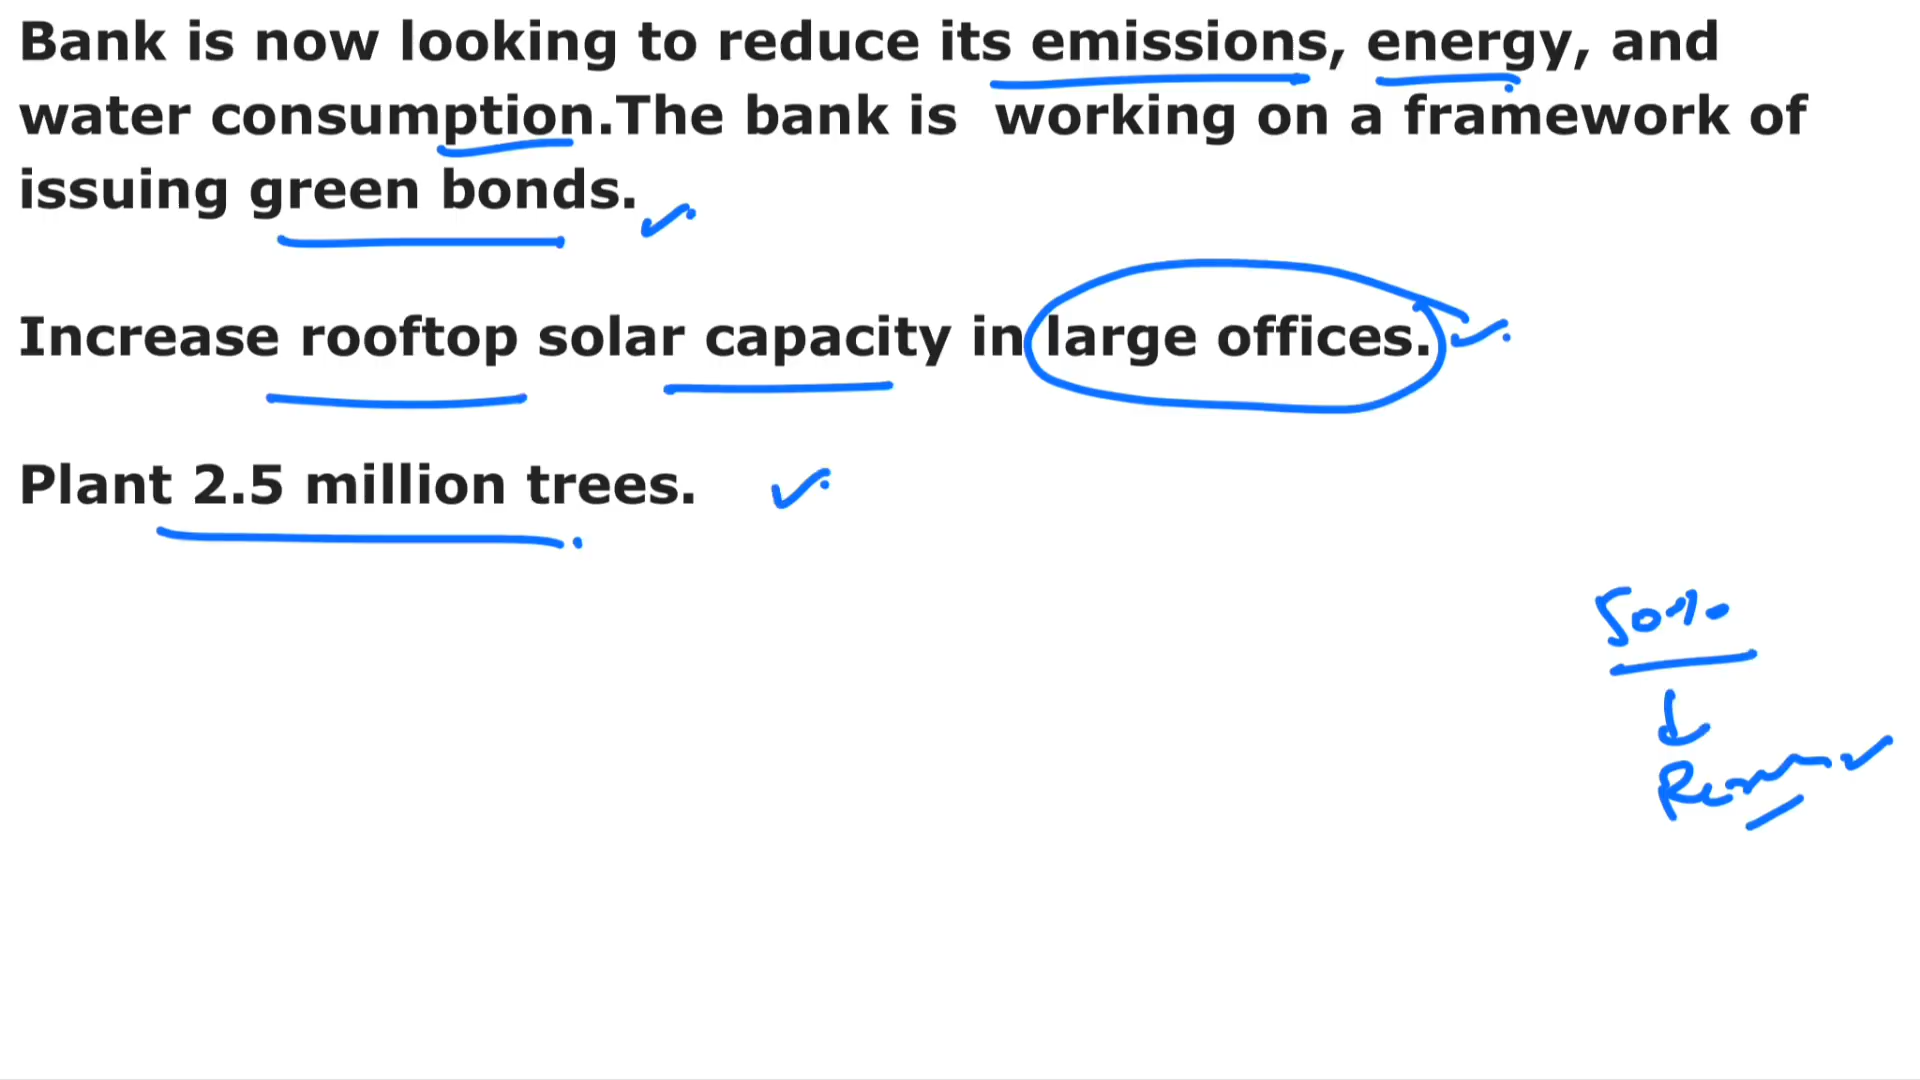 Bank is now looking to reduce its emissions, energy, and
water consumption.The bank is working on a framework of
issuing green bonds.
Increase rooftop solar capacity in large offices.
Plant 2.5 million trees.
50%